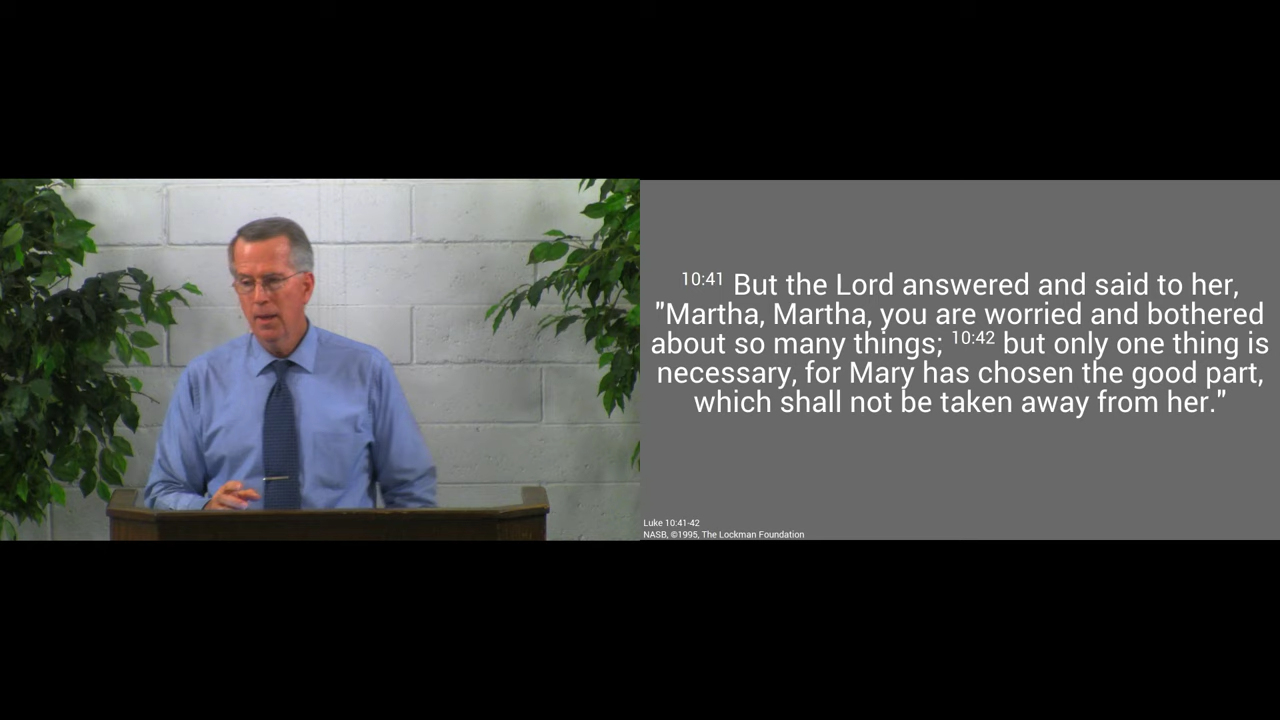 10:41 But the Lord answered and said to her,
"Martha, Martha, you are worried and bothered
about so many things; 10:42 but only one thing is
necessary, for Mary has chosen the good part,
which shall not be taken away from her."
Luke 10:41-42
NASB, ©1995, The Lockman Foundation